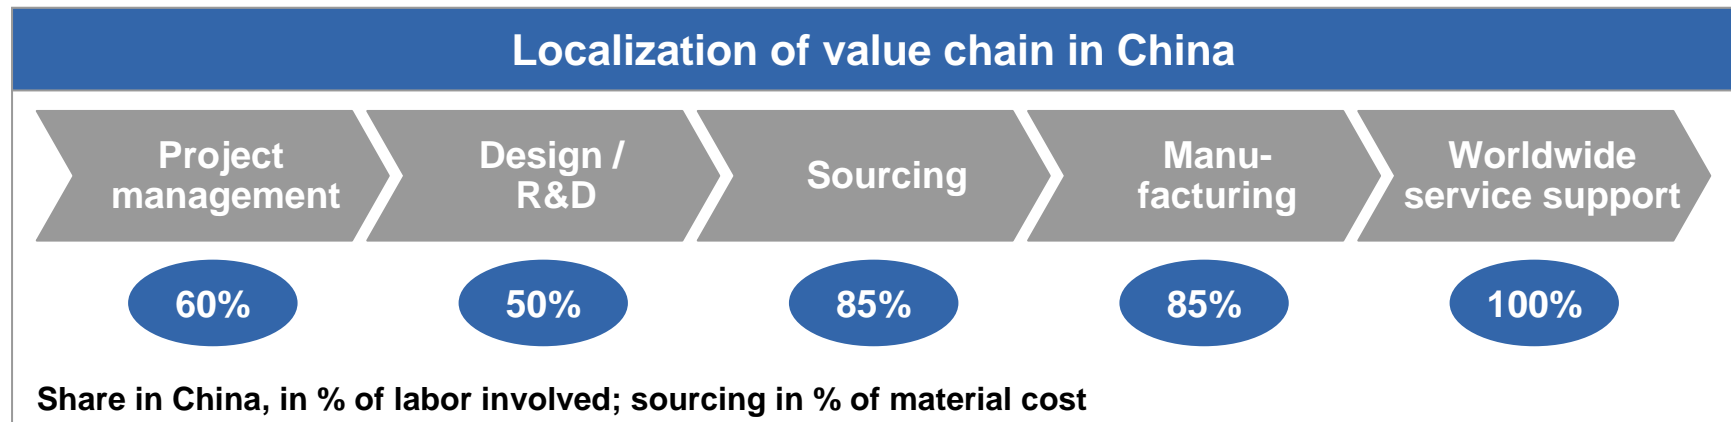 Localization of value chain in China
Project
management
Design /
R&D
Sourcing
Manu-
facturing
Worldwide
service support
60%
50%
85%
85%
100%
Share in China, in % of labor involved; sourcing in % of material cost